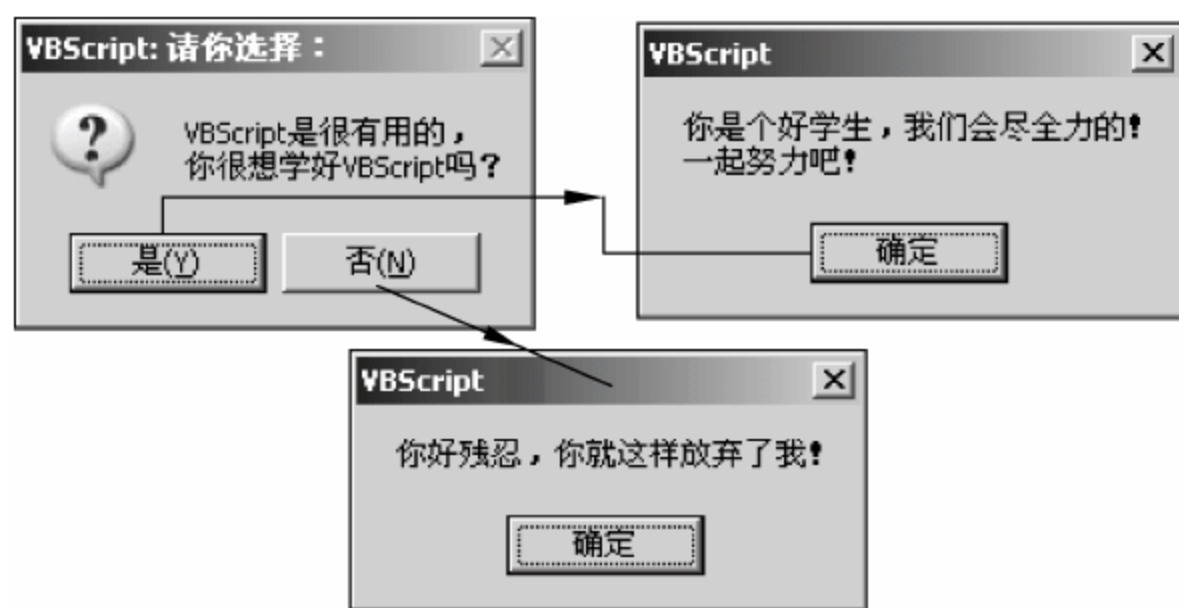 VBScript: 请你选择：
VBScript是很有用的，
你很想学好VBScript吗？
是(Y)
否(N)
VBScript
你是个好学生，我们会尽全力的！
一起努力吧！
确定
VBScript
你好残忍，你就这样放弃了我！
确定